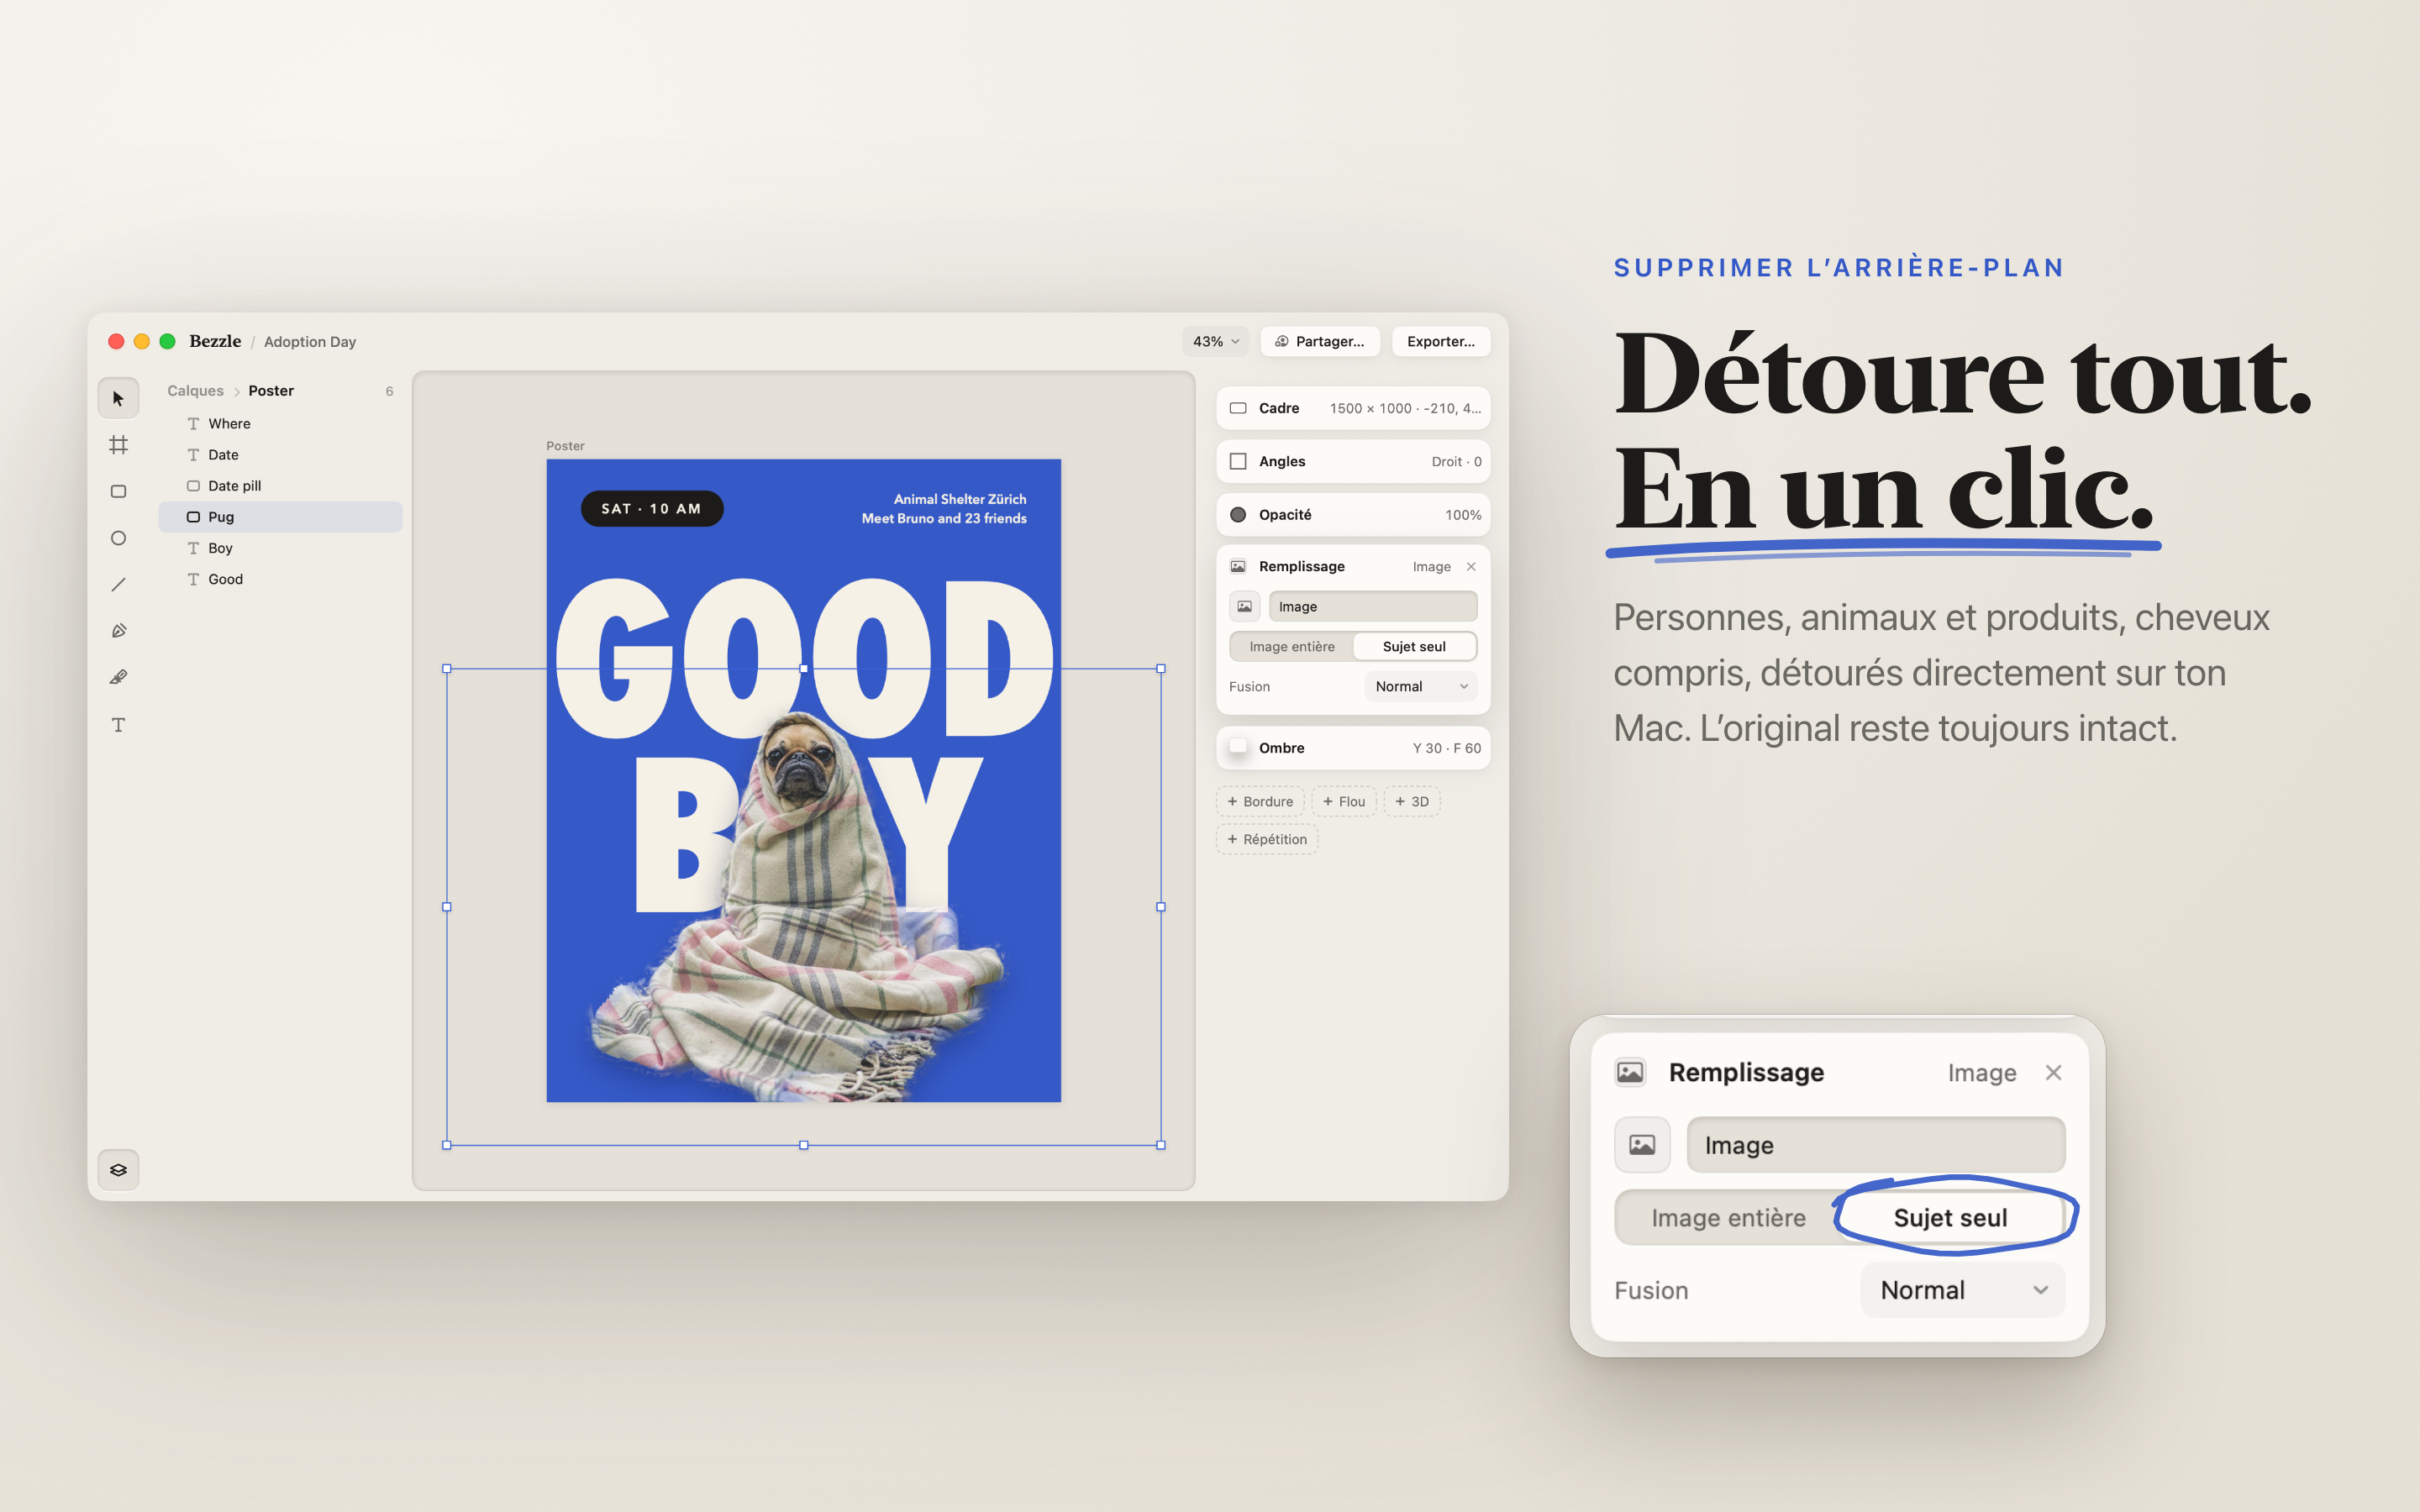 SUPPRIMER L’ARRIÈRE-PLAN
Détoure tout.
En un clic.
Personnes, animaux et produits, cheveux
compris, détourés directement sur ton
Mac. L’original reste toujours intact.
Bezzle / Adoption Day
43%
Partager...
Exporter...
Calques > Poster 6
Where
Date
Date pill
Pug
Boy
Good
Poster
SAT · 10 AM
Animal Shelter Zürich
Meet Bruno and 23 friends
GOOD
B Y
Cadre 1500 × 1000 · -210, 4...
Angles Droit · 0
Opacité 100%
Remplissage Image
Image
Image entière Sujet seul
Fusion Normal
Ombre Y 30 · F 60
+ Bordure + Flou + 3D
+ Répétition
Remplissage Image
Image
Image entière Sujet seul
Fusion Normal